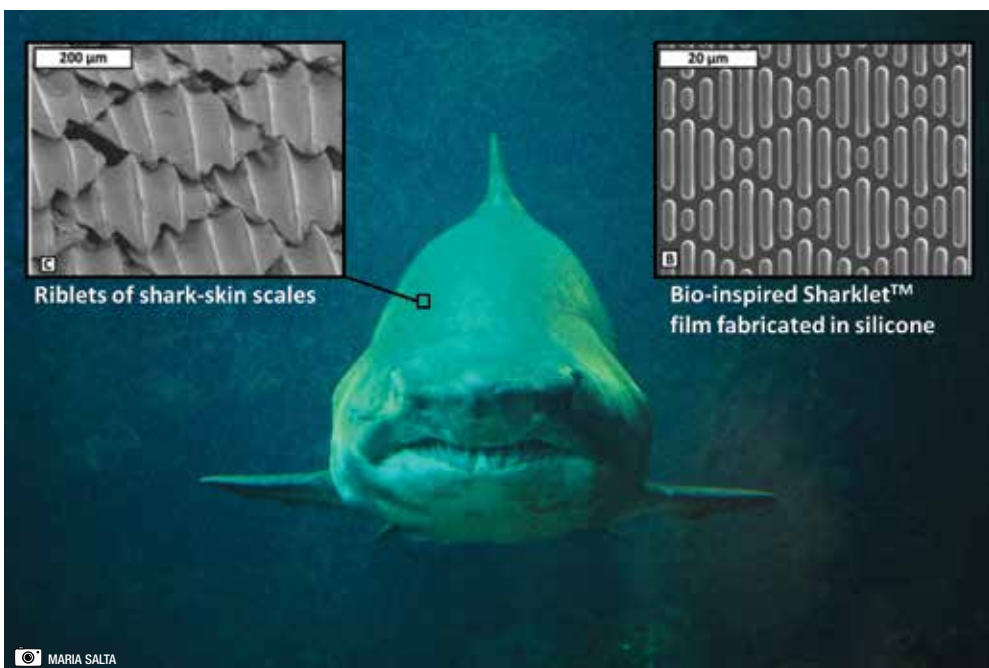 200 µm
C
Riblets of shark-skin scales
20 µm
B
Bio-inspired Sharklet™
film fabricated in silicone
MARIA SALTA